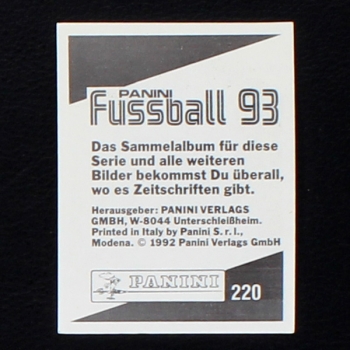 PANINI
Fussball 93
Das Sammelalbum für diese
Serie und alle weiteren
Bilder bekommst Du überall,
wo es Zeitschriften gibt.
Herausgeber: PANINI VERLAGS
GMBH, W-8044 Unterschleißheim.
Printed in Italy by Panini S.r.l.,
Modena. © 1992 Panini Verlags GmbH
PANINI
220